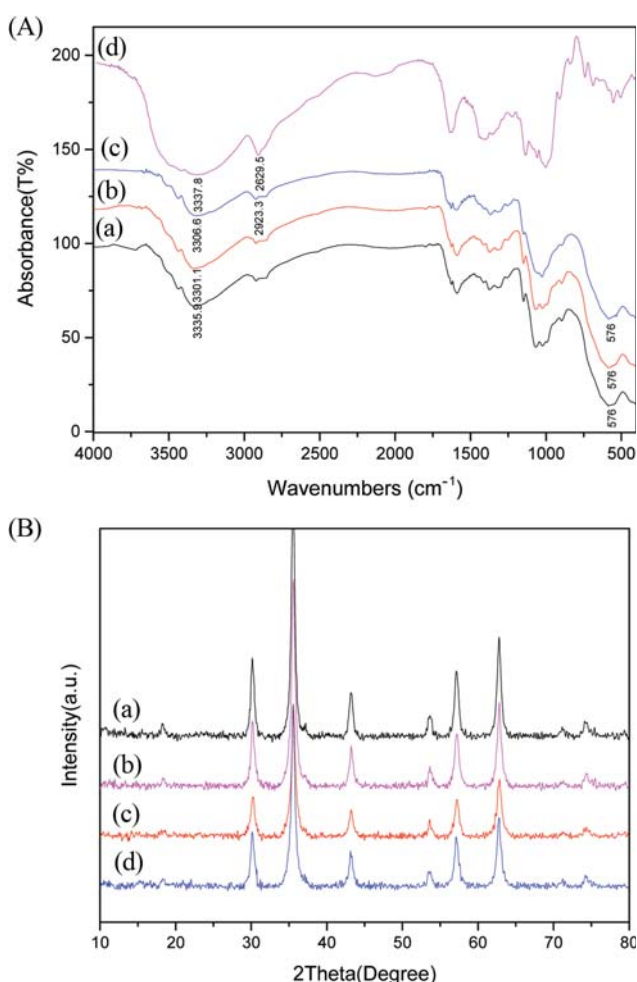 (A)
(d)
200
(c)
150
3337.8
2629.5
(b)
3306.6
2923.3
(a)
100
3301.1
3335.9
50
576
576
576
0
Absorbance(T%)
4000 3500 3000 2500 2000 1500 1000 500
Wavenumbers (cm⁻¹)
(B)
(a)
(b)
(c)
(d)
Intensity(a.u.)
10 20 30 40 50 60 70 80
2Theta(Degree)